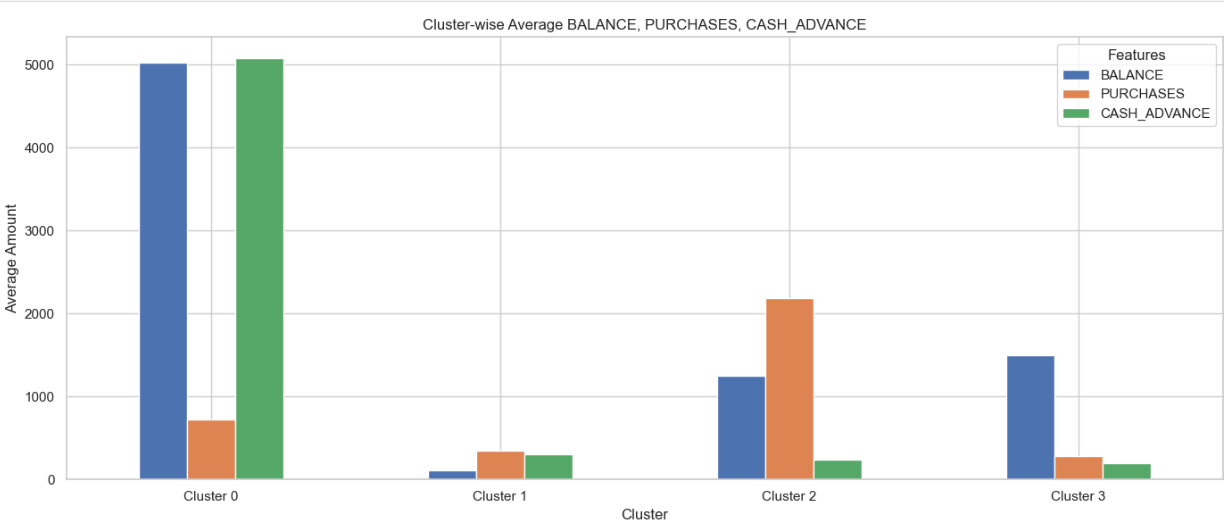 Cluster-wise Average BALANCE, PURCHASES, CASH_ADVANCE
Features
BALANCE
PURCHASES
CASH_ADVANCE
Average Amount
5000
4000
3000
2000
1000
0
Cluster 0
Cluster 1
Cluster 2
Cluster 3
Cluster